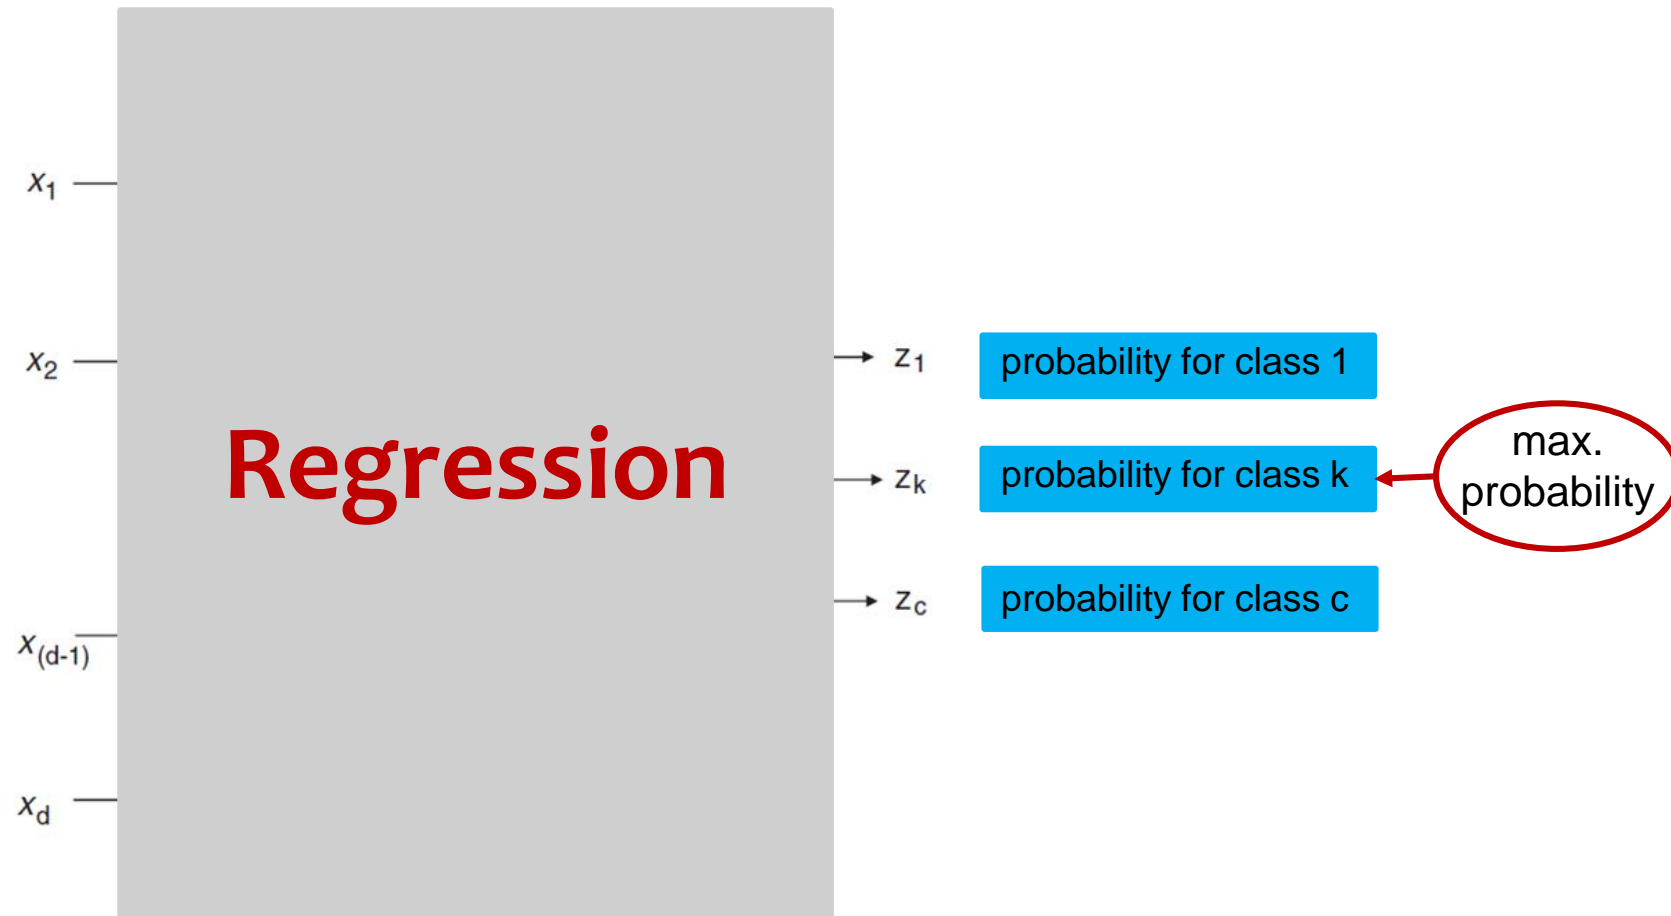 x₁
x₂
x₍d-1₎
xd
Regression
z₁
zk
zc
probability for class 1
probability for class k
probability for class c
max.
probability